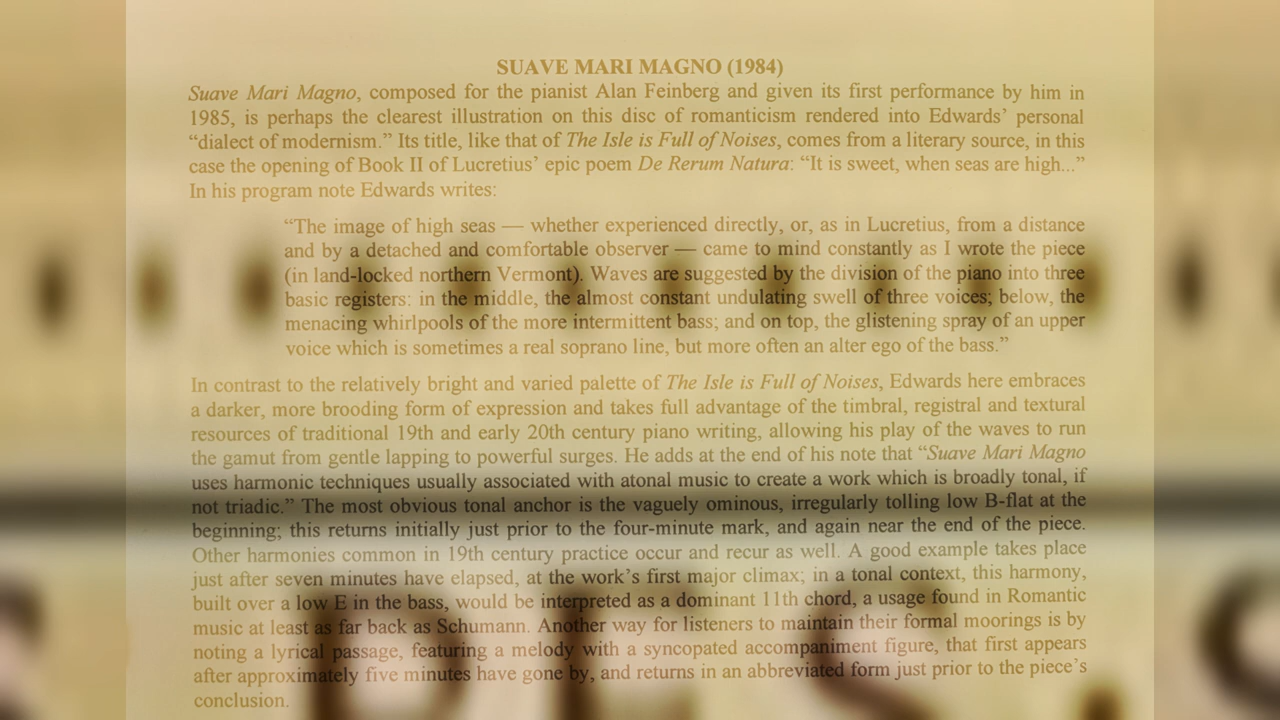 SUAVE MARI MAGNO (1984)
Suave Mari Magno, composed for the pianist Alan Feinberg and given its first performance by him in
1985, is perhaps the clearest illustration on this disc of romanticism rendered into Edwards’ personal
“dialect of modernism.” Its title, like that of The Isle is Full of Noises, comes from a literary source, in this
case the opening of Book II of Lucretius’ epic poem De Rerum Natura: “It is sweet, when seas are high...”
In his program note Edwards writes:
“The image of high seas — whether experienced directly, or, as in Lucretius, from a distance
and by a detached and comfortable observer — came to mind constantly as I wrote the piece
(in land-locked northern Vermont). Waves are suggested by the division of the piano into three
basic registers: in the middle, the almost constant undulating swell of three voices; below, the
menacing whirlpools of the more intermittent bass; and on top, the glistening spray of an upper
voice which is sometimes a real soprano line, but more often an alter ego of the bass.”
In contrast to the relatively bright and varied palette of The Isle is Full of Noises, Edwards here embraces
a darker, more brooding form of expression and takes full advantage of the timbral, registral and textural
resources of traditional 19th and early 20th century piano writing, allowing his play of the waves to run
the gamut from gentle lapping to powerful surges. He adds at the end of his note that “Suave Mari Magno
uses harmonic techniques usually associated with atonal music to create a work which is broadly tonal, if
not triadic.” The most obvious tonal anchor is the vaguely ominous, irregularly tolling low B-flat at the
beginning; this returns initially just prior to the four-minute mark, and again near the end of the piece.
Other harmonies common in 19th century practice occur and recur as well. A good example takes place
just after seven minutes have elapsed, at the work’s first major climax; in a tonal context, this harmony,
built over a low E in the bass, would be interpreted as a dominant 11th chord, a usage found in Romantic
music at least as far back as Schumann. Another way for listeners to maintain their formal moorings is by
noting a lyrical passage, featuring a melody with a syncopated accompaniment figure, that first appears
after approximately five minutes have gone by, and returns in an abbreviated form just prior to the piece’s
conclusion.